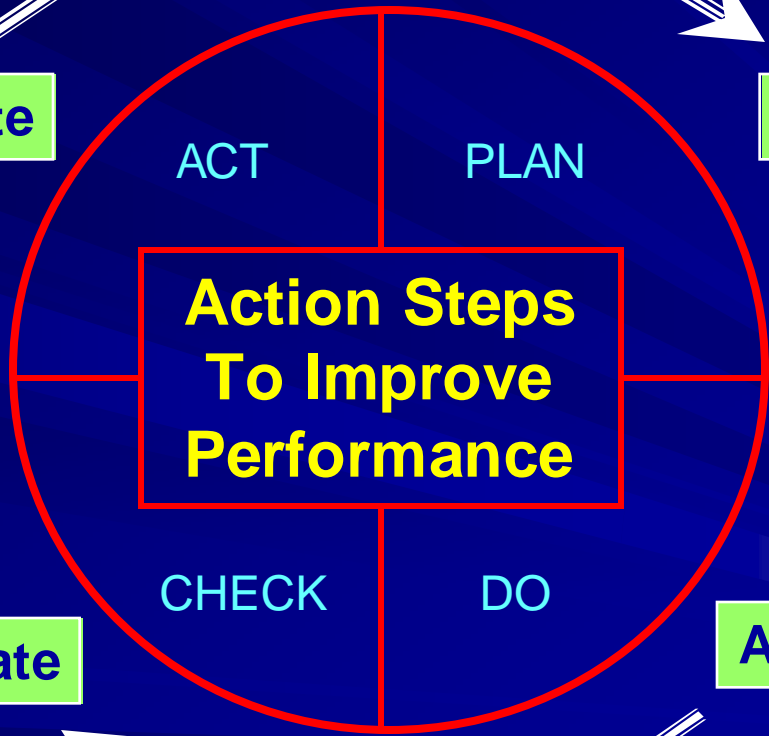 ACT PLAN
Action Steps
To Improve
Performance
CHECK DO